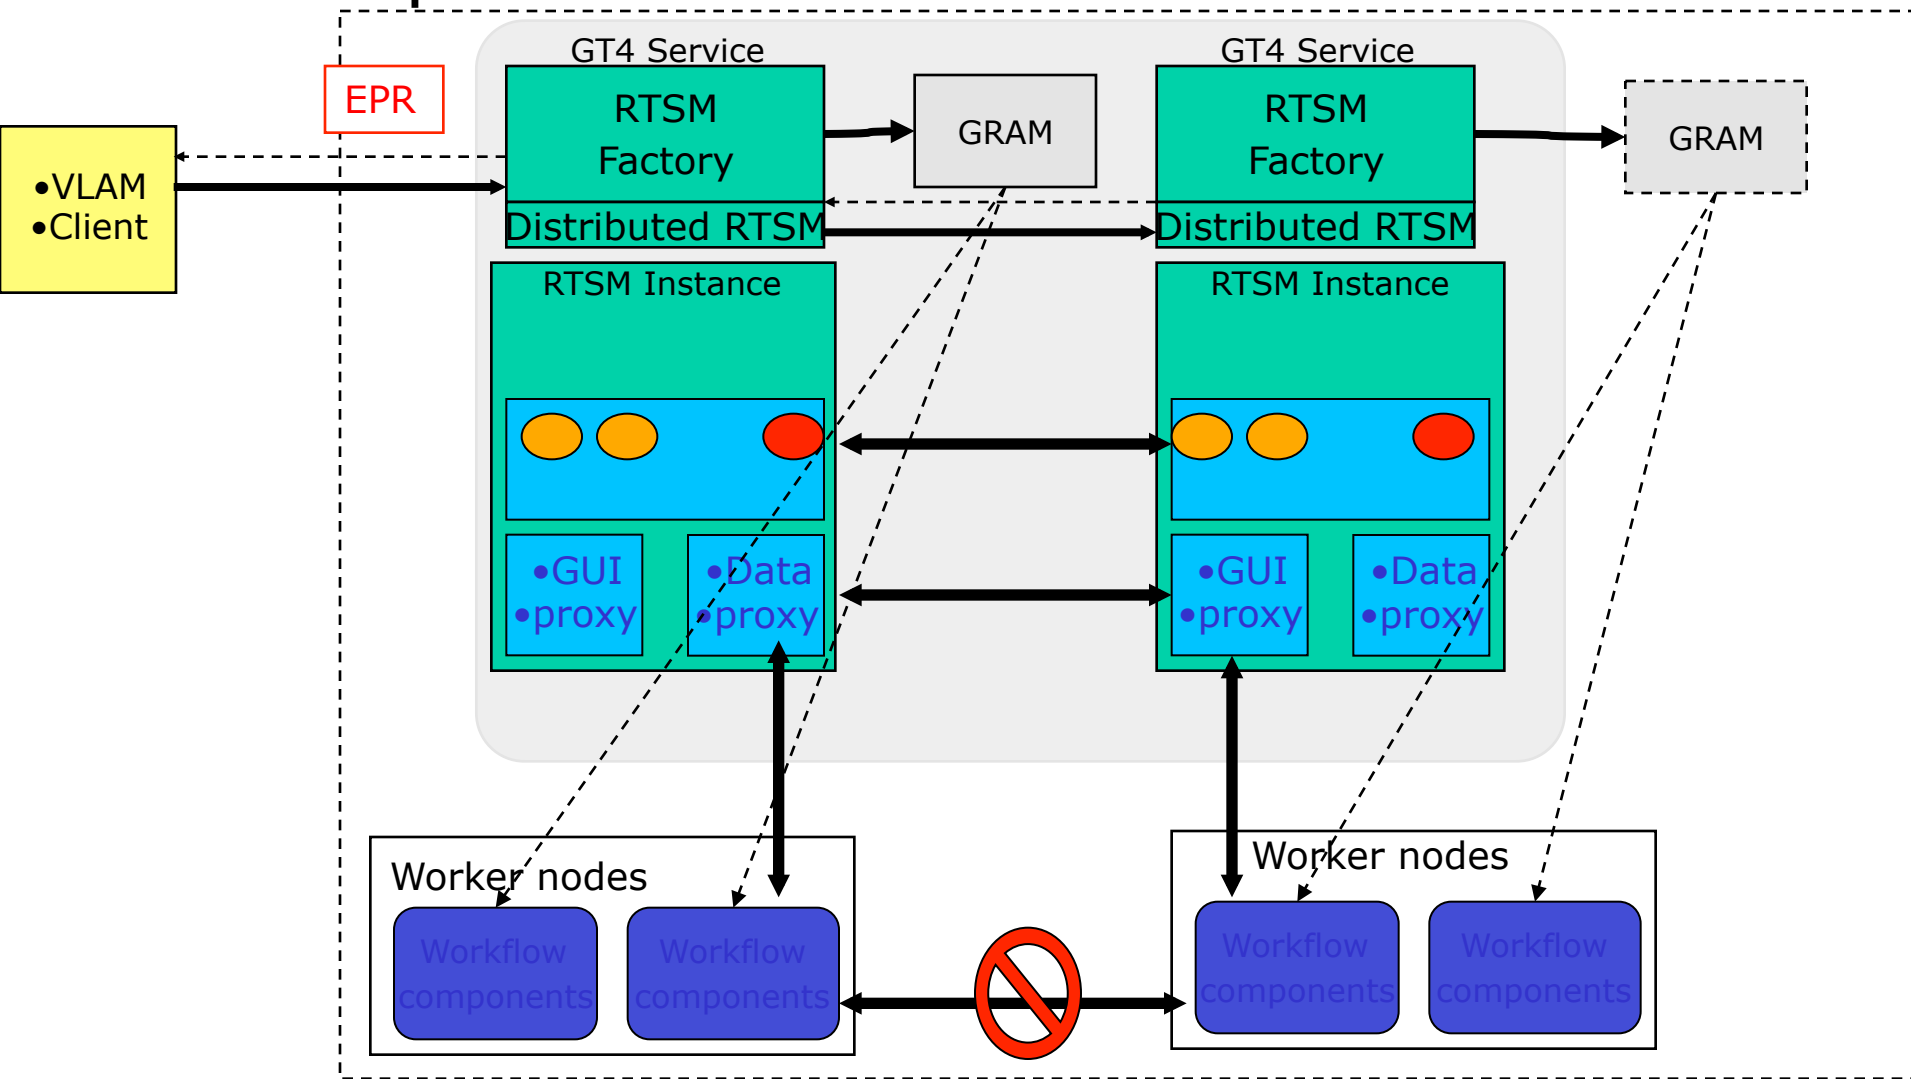 GT4 Service
GT4 Service
EPR
RTSM
Factory
GRAM
RTSM
Factory
GRAM
•VLAM
•Client
Distributed RTSM
Distributed RTSM
RTSM Instance
RTSM Instance
•GUI
•proxy
•Data
•proxy
•GUI
•proxy
•Data
•proxy
Worker nodes
Worker nodes
Workflow
components
Workflow
components
Workflow
components
Workflow
components